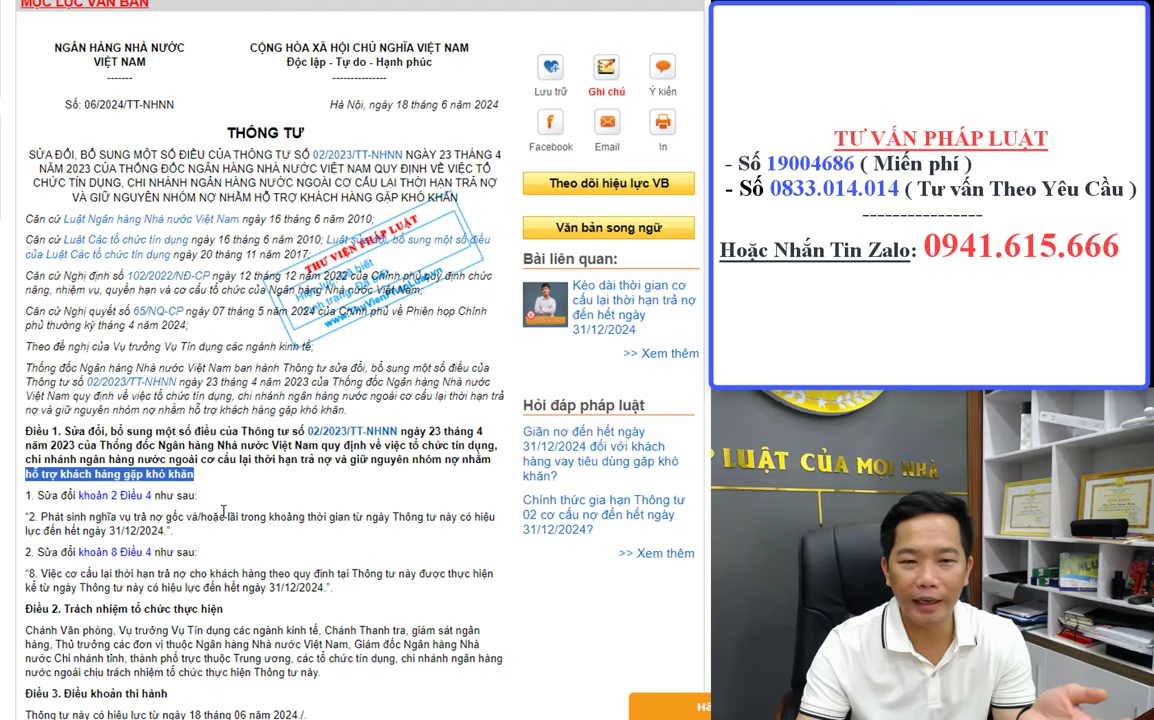 MỤC LỤC VĂN BẢN
NGÂN HÀNG NHÀ NƯỚC
VIỆT NAM
-------
CỘNG HÒA XÃ HỘI CHỦ NGHĨA VIỆT NAM
Độc lập - Tự do - Hạnh phúc
---------------
Số: 06/2024/TT-NHNN
Hà Nội, ngày 18 tháng 6 năm 2024
THÔNG TƯ
SỬA ĐỔI, BỔ SUNG MỘT SỐ ĐIỀU CỦA THÔNG TƯ SỐ 02/2023/TT-NHNN NGÀY 23 THÁNG 4
NĂM 2023 CỦA THỐNG ĐỐC NGÂN HÀNG NHÀ NƯỚC VIỆT NAM QUY ĐỊNH VỀ VIỆC TỔ
CHỨC TÍN DỤNG, CHI NHÁNH NGÂN HÀNG NƯỚC NGOÀI CƠ CẤU LẠI THỜI HẠN TRẢ NỢ
VÀ GIỮ NGUYÊN NHÓM NỢ NHẰM HỖ TRỢ KHÁCH HÀNG GẶP KHÓ KHĂN
Căn cứ Luật Ngân hàng Nhà nước Việt Nam ngày 16 tháng 6 năm 2010;
Căn cứ Luật Các tổ chức tín dụng ngày 16 tháng 6 năm 2010; Luật sửa đổi, bổ sung một số điều
của Luật Các tổ chức tín dụng ngày 20 tháng 11 năm 2017;
Căn cứ Nghị định số 102/2022/NĐ-CP ngày 12 tháng 12 năm 2022 của Chính phủ quy định chức
năng, nhiệm vụ, quyền hạn và cơ cấu tổ chức của Ngân hàng Nhà nước Việt Nam;
Căn cứ Nghị quyết số 65/NQ-CP ngày 07 tháng 5 năm 2024 của Chính phủ về Phiên họp Chính
phủ thường kỳ tháng 4 năm 2024;
Theo đề nghị của Vụ trưởng Vụ Tín dụng các ngành kinh tế;
Thống đốc Ngân hàng Nhà nước Việt Nam ban hành Thông tư sửa đổi, bổ sung một số điều của
Thông tư số 02/2023/TT-NHNN ngày 23 tháng 4 năm 2023 của Thống đốc Ngân hàng Nhà nước
Việt Nam quy định về việc tổ chức tín dụng, chi nhánh ngân hàng nước ngoài cơ cấu lại thời hạn trả
nợ và giữ nguyên nhóm nợ nhằm hỗ trợ khách hàng gặp khó khăn.
THƯ VIỆN PHÁP LUẬT
Điều 1. Sửa đổi, bổ sung một số điều của Thông tư số 02/2023/TT-NHNN ngày 23 tháng 4
năm 2023 của Thống đốc Ngân hàng Nhà nước Việt Nam quy định về việc tổ chức tín dụng,
chi nhánh ngân hàng nước ngoài cơ cấu lại thời hạn trả nợ và giữ nguyên nhóm nợ nhằm
hỗ trợ khách hàng gặp khó khăn
1. Sửa đổi khoản 2 Điều 4 như sau:
“2. Phát sinh nghĩa vụ trả nợ gốc và/hoặc lãi trong khoảng thời gian từ ngày Thông tư này có hiệu
lực đến hết ngày 31/12/2024.”.
2. Sửa đổi khoản 8 Điều 4 như sau:
“8. Việc cơ cấu lại thời hạn trả nợ cho khách hàng theo quy định tại Thông tư này được thực hiện
kể từ ngày Thông tư này có hiệu lực đến hết ngày 31/12/2024.”.
Điều 2. Trách nhiệm tổ chức thực hiện
Chánh Văn phòng, Vụ trưởng Vụ Tín dụng các ngành kinh tế, Chánh Thanh tra, giám sát ngân
hàng, Thủ trưởng các đơn vị thuộc Ngân hàng Nhà nước Việt Nam, Giám đốc Ngân hàng Nhà
nước Chi nhánh tỉnh, thành phố trực thuộc Trung ương, các tổ chức tín dụng, chi nhánh ngân hàng
nước ngoài chịu trách nhiệm tổ chức thực hiện Thông tư này.
Điều 3. Điều khoản thi hành
Thông tư này có hiệu lực từ ngày 18 tháng 06 năm 2024./.
Lưu trữ
Ghi chú
Ý kiến
Facebook
Email
In
Theo dõi hiệu lực VB
Văn bản song ngữ
Bài liên quan:
Kéo dài thời gian cơ
cấu lại thời hạn trả nợ
đến hết ngày
31/12/2024
>> Xem thêm
Hỏi đáp pháp luật
Giãn nợ đến hết ngày
31/12/2024 đối với khách
hàng vay tiêu dùng gặp khó
khăn?
Chính thức gia hạn Thông tư
02 cơ cấu nợ đến hết ngày
31/12/2024?
>> Xem thêm
TƯ VẤN PHÁP LUẬT
- Số 19004686 ( Miễn phí )
- Số 0833.014.014 ( Tư vấn Theo Yêu Cầu )
----------------
Hoặc Nhắn Tin Zalo: 0941.615.666
LUẬT CỦA MỌI NHÀ